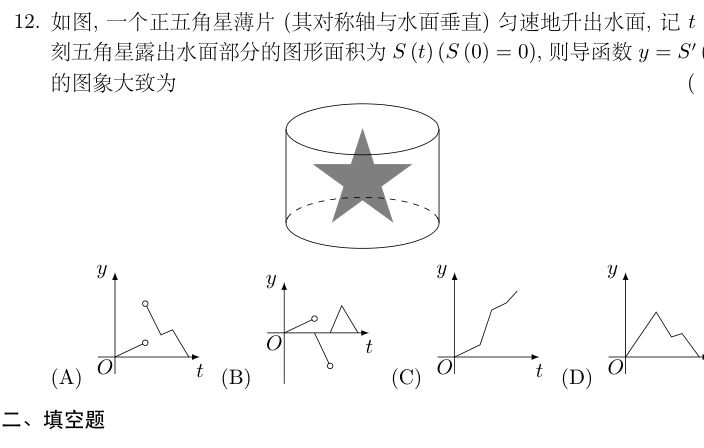 12. 如图, 一个正五角星薄片 (其对称轴与水面垂直) 匀速地升出水面, 记 t
刻五角星露出水面部分的图形面积为 S (t) (S (0) = 0), 则导函数 y = S′ (
的图象大致为 (
y
O
t
(A)
y
O
t
(B)
y
O
t
(C)
y
O
(D)
二、填空题